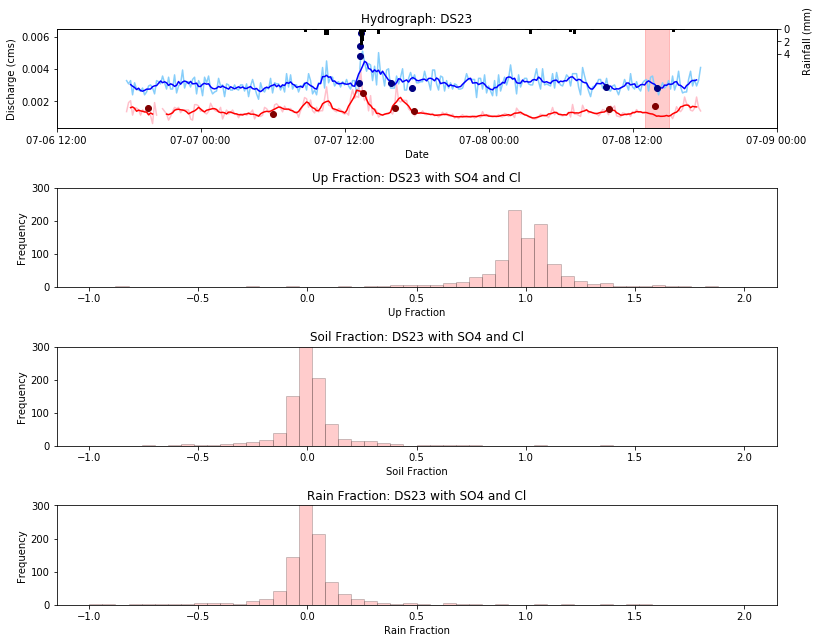 Hydrograph: DS23
0.006
0.004
0.002
Discharge (cms)
0
2
4
Rainfall (mm)
07-06 12:00 07-07 00:00 07-07 12:00 07-08 00:00 07-08 12:00 07-09 00:00
Date
Up Fraction: DS23 with SO4 and Cl
300
200
100
0
Frequency
−1.0 −0.5 0.0 0.5 1.0 1.5 2.0
Up Fraction
Soil Fraction: DS23 with SO4 and Cl
300
200
100
0
Frequency
−1.0 −0.5 0.0 0.5 1.0 1.5 2.0
Soil Fraction
Rain Fraction: DS23 with SO4 and Cl
300
200
100
0
Frequency
−1.0 −0.5 0.0 0.5 1.0 1.5 2.0
Rain Fraction